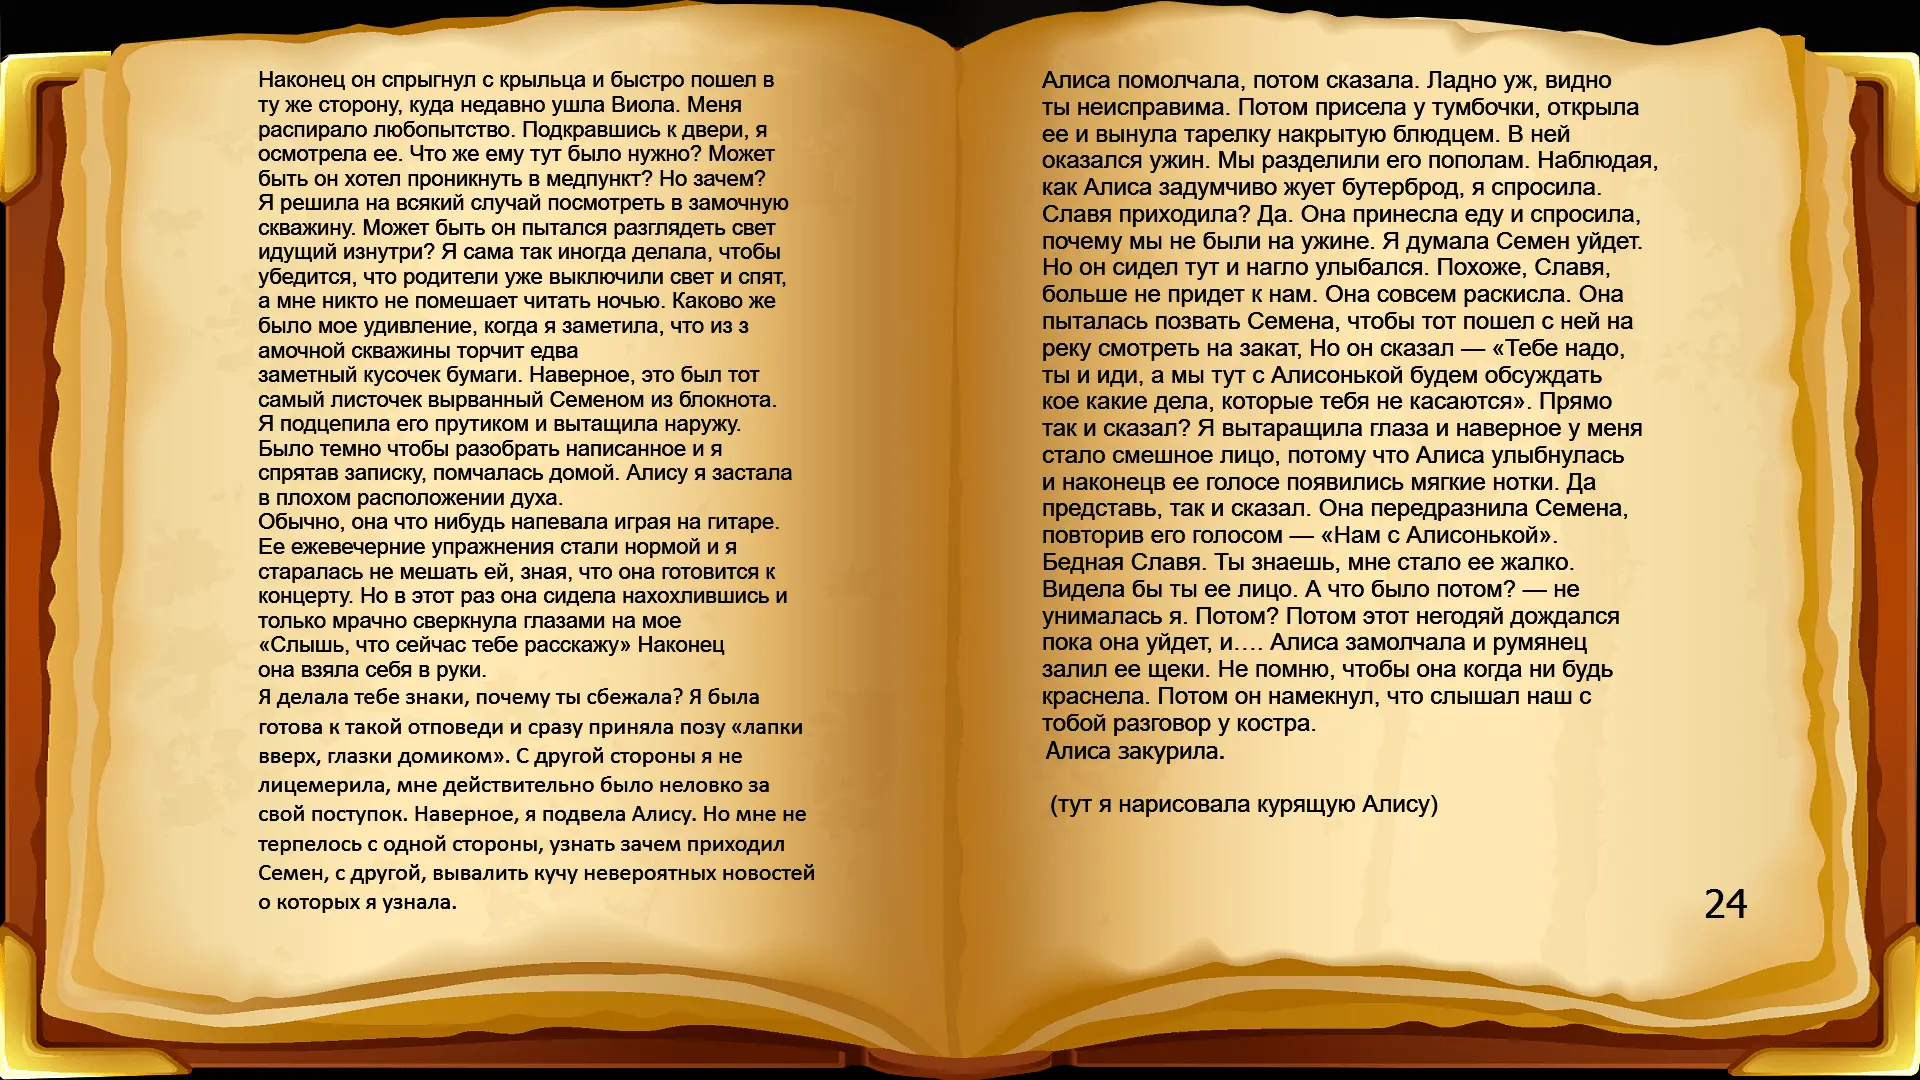 Наконец он спрыгнул с крыльца и быстро пошел в
ту же сторону, куда недавно ушла Виола. Меня
распирало любопытство. Подкравшись к двери, я
осмотрела ее. Что же ему тут было нужно? Может
быть он хотел проникнуть в медпункт? Но зачем?
Я решила на всякий случай посмотреть в замочную
скважину. Может быть он пытался разглядеть свет
идущий изнутри? Я сама так иногда делала, чтобы
убедится, что родители уже выключили свет и спят,
а мне никто не помешает читать ночью. Каково же
было мое удивление, когда я заметила, что из з
амочной скважины торчит едва
заметный кусочек бумаги. Наверное, это был тот
самый листочек вырванный Семеном из блокнота.
Я подцепила его прутиком и вытащила наружу.
Было темно чтобы разобрать написанное и я
спрятав записку, помчалась домой. Алису я застала
в плохом расположении духа.
Обычно, она что нибудь напевала играя на гитаре.
Ее ежевечерние упражнения стали нормой и я
старалась не мешать ей, зная, что она готовится к
концерту. Но в этот раз она сидела нахохлившись и
только мрачно сверкнула глазами на мое
«Слышь, что сейчас тебе расскажу» Наконец
она взяла себя в руки.
Я делала тебе знаки, почему ты сбежала? Я была
готова к такой отповеди и сразу приняла позу «лапки
вверх, глазки домиком». С другой стороны я не
лицемерила, мне действительно было неловко за
свой поступок. Наверное, я подвела Алису. Но мне не
терпелось с одной стороны, узнать зачем приходил
Семен, с другой, вывалить кучу невероятных новостей
о которых я узнала.
Алиса помолчала, потом сказала. Ладно уж, видно
ты неисправима. Потом присела у тумбочки, открыла
ее и вынула тарелку накрытую блюдцем. В ней
оказался ужин. Мы разделили его пополам. Наблюдая,
как Алиса задумчиво жует бутерброд, я спросила.
Славя приходила? Да. Она принесла еду и спросила,
почему мы не были на ужине. Я думала Семен уйдет.
Но он сидел тут и нагло улыбался. Похоже, Славя,
больше не придет к нам. Она совсем раскисла. Она
пыталась позвать Семена, чтобы тот пошел с ней на
реку смотреть на закат, Но он сказал — «Тебе надо,
ты и иди, а мы тут с Алисонькой будем обсуждать
кое какие дела, которые тебя не касаются». Прямо
так и сказал? Я вытаращила глаза и наверное у меня
стало смешное лицо, потому что Алиса улыбнулась
и наконецв ее голосе появились мягкие нотки. Да
представь, так и сказал. Она передразнила Семена,
повторив его голосом — «Нам с Алисонькой».
Бедная Славя. Ты знаешь, мне стало ее жалко.
Видела бы ты ее лицо. А что было потом? — не
унималась я. Потом? Потом этот негодяй дождался
пока она уйдет, и…. Алиса замолчала и румянец
залил ее щеки. Не помню, чтобы она когда ни будь
краснела. Потом он намекнул, что слышал наш с
тобой разговор у костра.
Алиса закурила.
(тут я нарисовала курящую Алису)
24